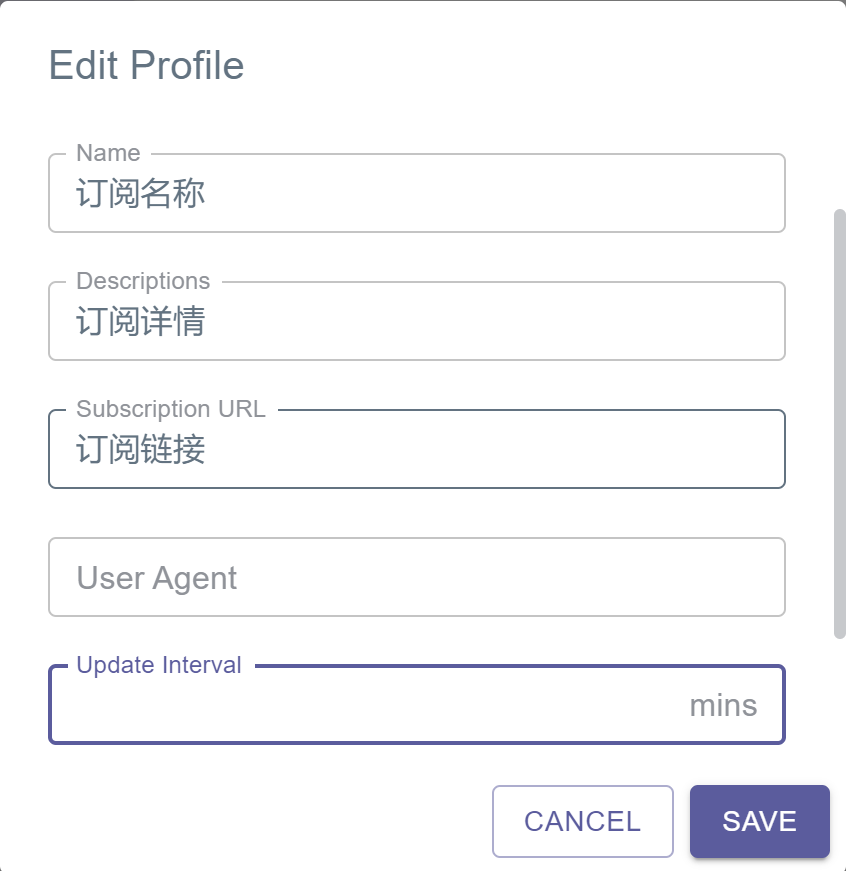 Edit Profile
Name
订阅名称
Descriptions
订阅详情
Subscription URL
订阅链接
User Agent
Update Interval
mins
CANCEL
SAVE